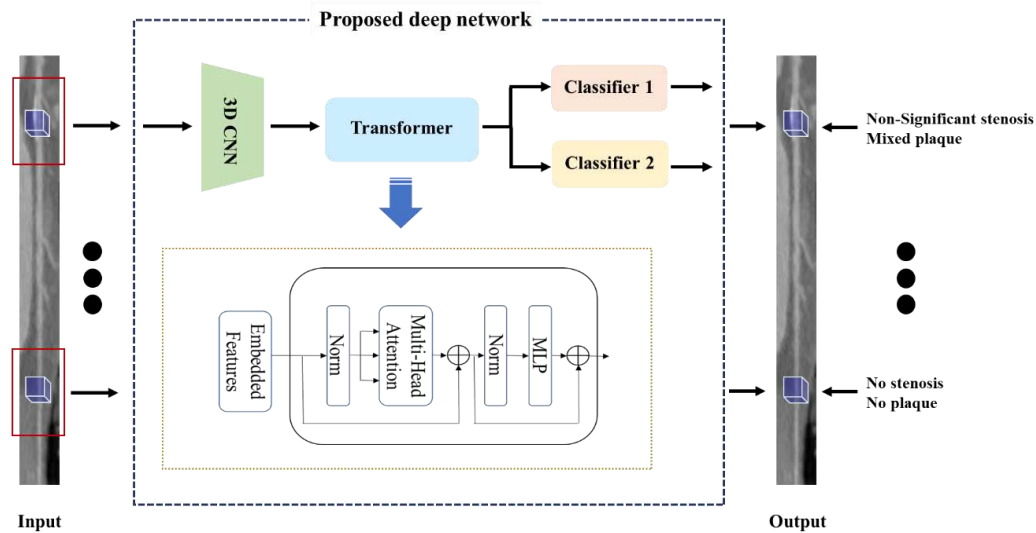 Proposed deep network
3D CNN
Transformer
Classifier 1
Classifier 2
Non-Significant stenosis
Mixed plaque
Embedded
Features
Norm
Multi-Head
Attention
Norm
MLP
No stenosis
No plaque
Input
Output